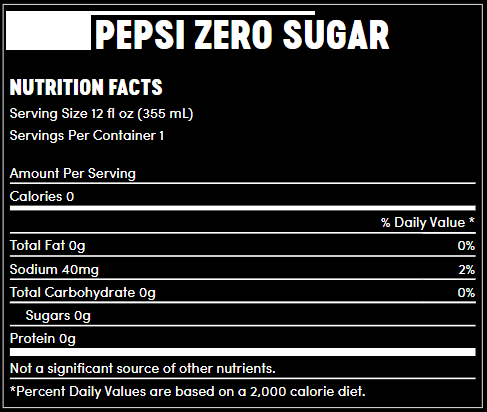 PEPSI ZERO SUGAR
NUTRITION FACTS
Serving Size 12 fl oz (355 mL)
Servings Per Container 1
Amount Per Serving
Calories 0
% Daily Value *
Total Fat 0g 0%
Sodium 40mg 2%
Total Carbohydrate 0g 0%
Sugars 0g
Protein 0g
Not a significant source of other nutrients.
*Percent Daily Values are based on a 2,000 calorie diet.